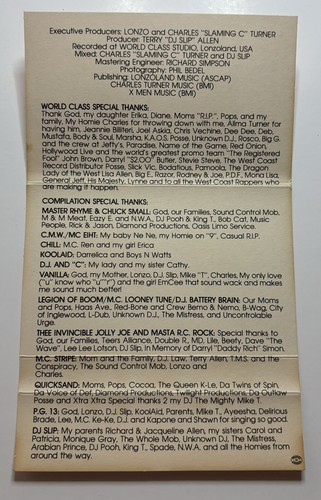 Executive Producers: LONZO and CHARLES "SLAMING C" TURNER
Producer: TERRY "DJ SLIP" ALLEN
Recorded at WORLD CLASS STUDIO, Lonzoland, USA
Mixed: CHARLES "SLAMING C" TURNER and DJ SLIP
Mastering Engineer: RICHARD SIMPSON
Photography: PHIL BEDEL
Publishing: LONZOLAND MUSIC (ASCAP)
CHARLES TURNER MUSIC (BMI)
X MEN MUSIC (BMI)
WORLD CLASS SPECIAL THANKS:
Thank God, my daughter Erika, Diane, Moms "R.I.P.", Pops, and my
family, My Homie Charles for throwing down with me. Allma Turner for
having him, Jeannie Billiteri, Joel Askia, Chris Vechine, Dee Dee, Deb,
Mustafa, Body & Soul, Marsha, K.A.O.S, Posse, Unknown D.J., Rosco, Big G
and the crew at Jeffy's, Paradise, Name of the Game, Red Onion,
Hollywood Live and the world's greatest promo team "The Registered
Fool" John Brown, Darryl "$2.OO" Butler, Stevie Steve, The West Coast
Record Distributor Posse, Slick Vic, Bodatious, Pomoala, The Dragon
Lady of the West Lisa Allen, Big E., Razor, Rodney & Joe, P.D.F., Mona Lisa,
General Jeff, His Majesty, Lynne and to all the West Coast Rappers who
are making it happen.
COMPILATION SPECIAL THANKS:
MASTER RHYME & CHUCK SMALL: God, our Families, Sound Control Mob,
M & M Meat, Eazy E. and N.W.A., DJ Pooh & King T., Bob Cat, Music
People, Rick & Jason, Diamond Productions, Oasis Limo Service.
C.M.W./MC EIHT: My baby Ne Ne, my Homie on "9", Casual R.I.P.
CHILL: M.C. Ren and my girl Erica
KOOLAID: Darrelica and Boys N Watts
D.J. AND "C": My lady and my sister Cathy.
VANILLA: God, my Mother, Lonzo, D.J. Slip, Mike "T", Charles, My only love
("u" know who "u""r") and the girl EmCee that sound wack and makes
me sound much better!
LEGION OF BOOM/M.C. LOONEY TUNE/D.J. BATTERY BRAIN: Our Moms
and Pops, Haas Ave., Red-Bone and Crew Bemo & Nemo, B-Wag, City
of Inglewood, L-Dub, Unknown D.J., The Mistress, and Uncontrolable
Urge.
THEE INVINCIBLE JOLLY JOE AND MASTA R.C. ROCK: Special thanks to
God, our families, Teers Alliance, Double R., MD, Lile, Beefy, Dave "The
Wave", Lee Lee Loton, DJ Slip, In Memory of Darryl "Daddy Rich" Simon.
M.C. STRIPE: Mom and the Family, D.J. Law, Terry Allen, T.M.S. and the
Conspiracy, The Sound Control Mob, Lonzo and
Charles.
QUICKSAND: Moms, Pops, Cocoa, The Queen K-Le, Da Twins of Spin,
Da Voice of Def, Diamond Productions, Twilight Productions, Da Outlaw
Posse and Xtra Xtra Special thanks 2 my DJ The Mighty Mike T.
P.G. 13: God, Lonzo, D.J. Slip, KoolAid, Parents, Mike T., Ayeesha, Delirious
Brade, Lee, M.C. Ke-Ke, D.J. and Kapone and Shawn for singing so good.
DJ SLIP: My parents Richard & Jacqueline Allen, my sisters Carol and
Patricia, Monique Gray, The Whole Mob, Unknown DJ, The Mistress,
Arabian Prince, DJ Pooh, King T., Spade, N.W.A. and all the Homies from
around the way.